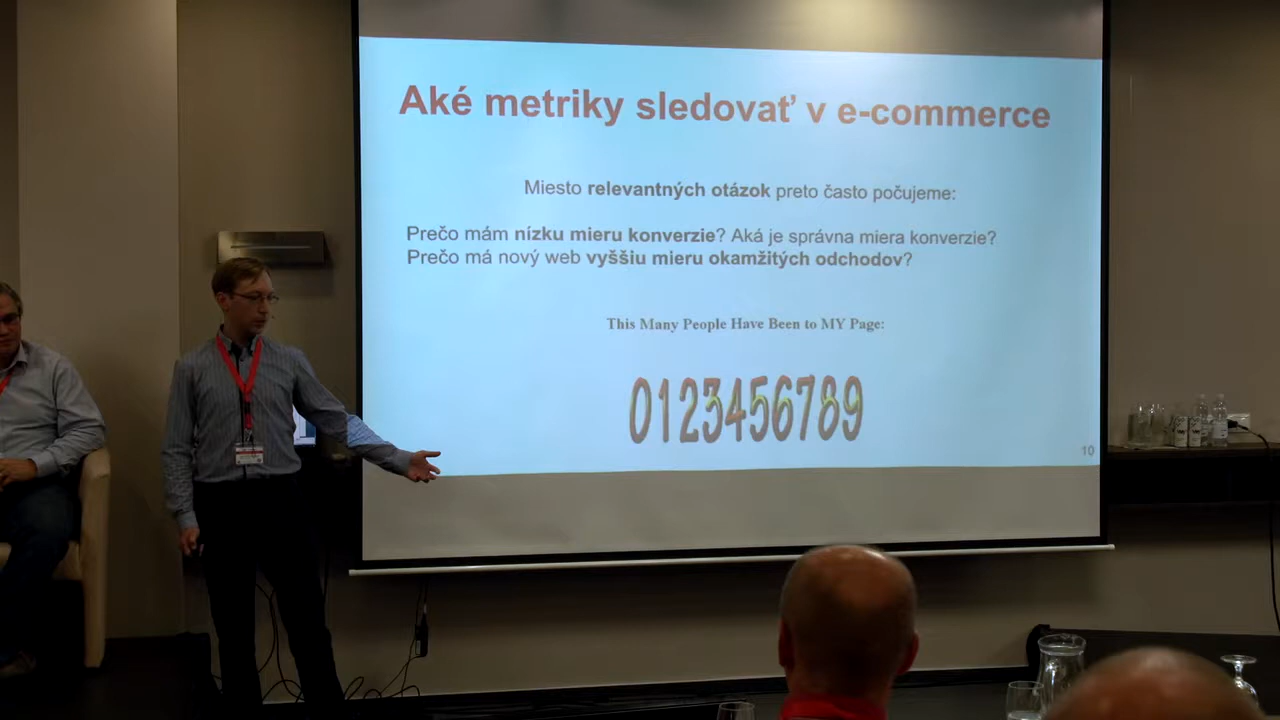 Aké metriky sledovať v e-commerce
Miesto relevantných otázok preto často počujeme:
Prečo mám nízku mieru konverzie? Aká je správna miera konverzie?
Prečo má nový web vyššiu mieru okamžitých odchodov?
This Many People Have Been to MY Page:
0123456789
10